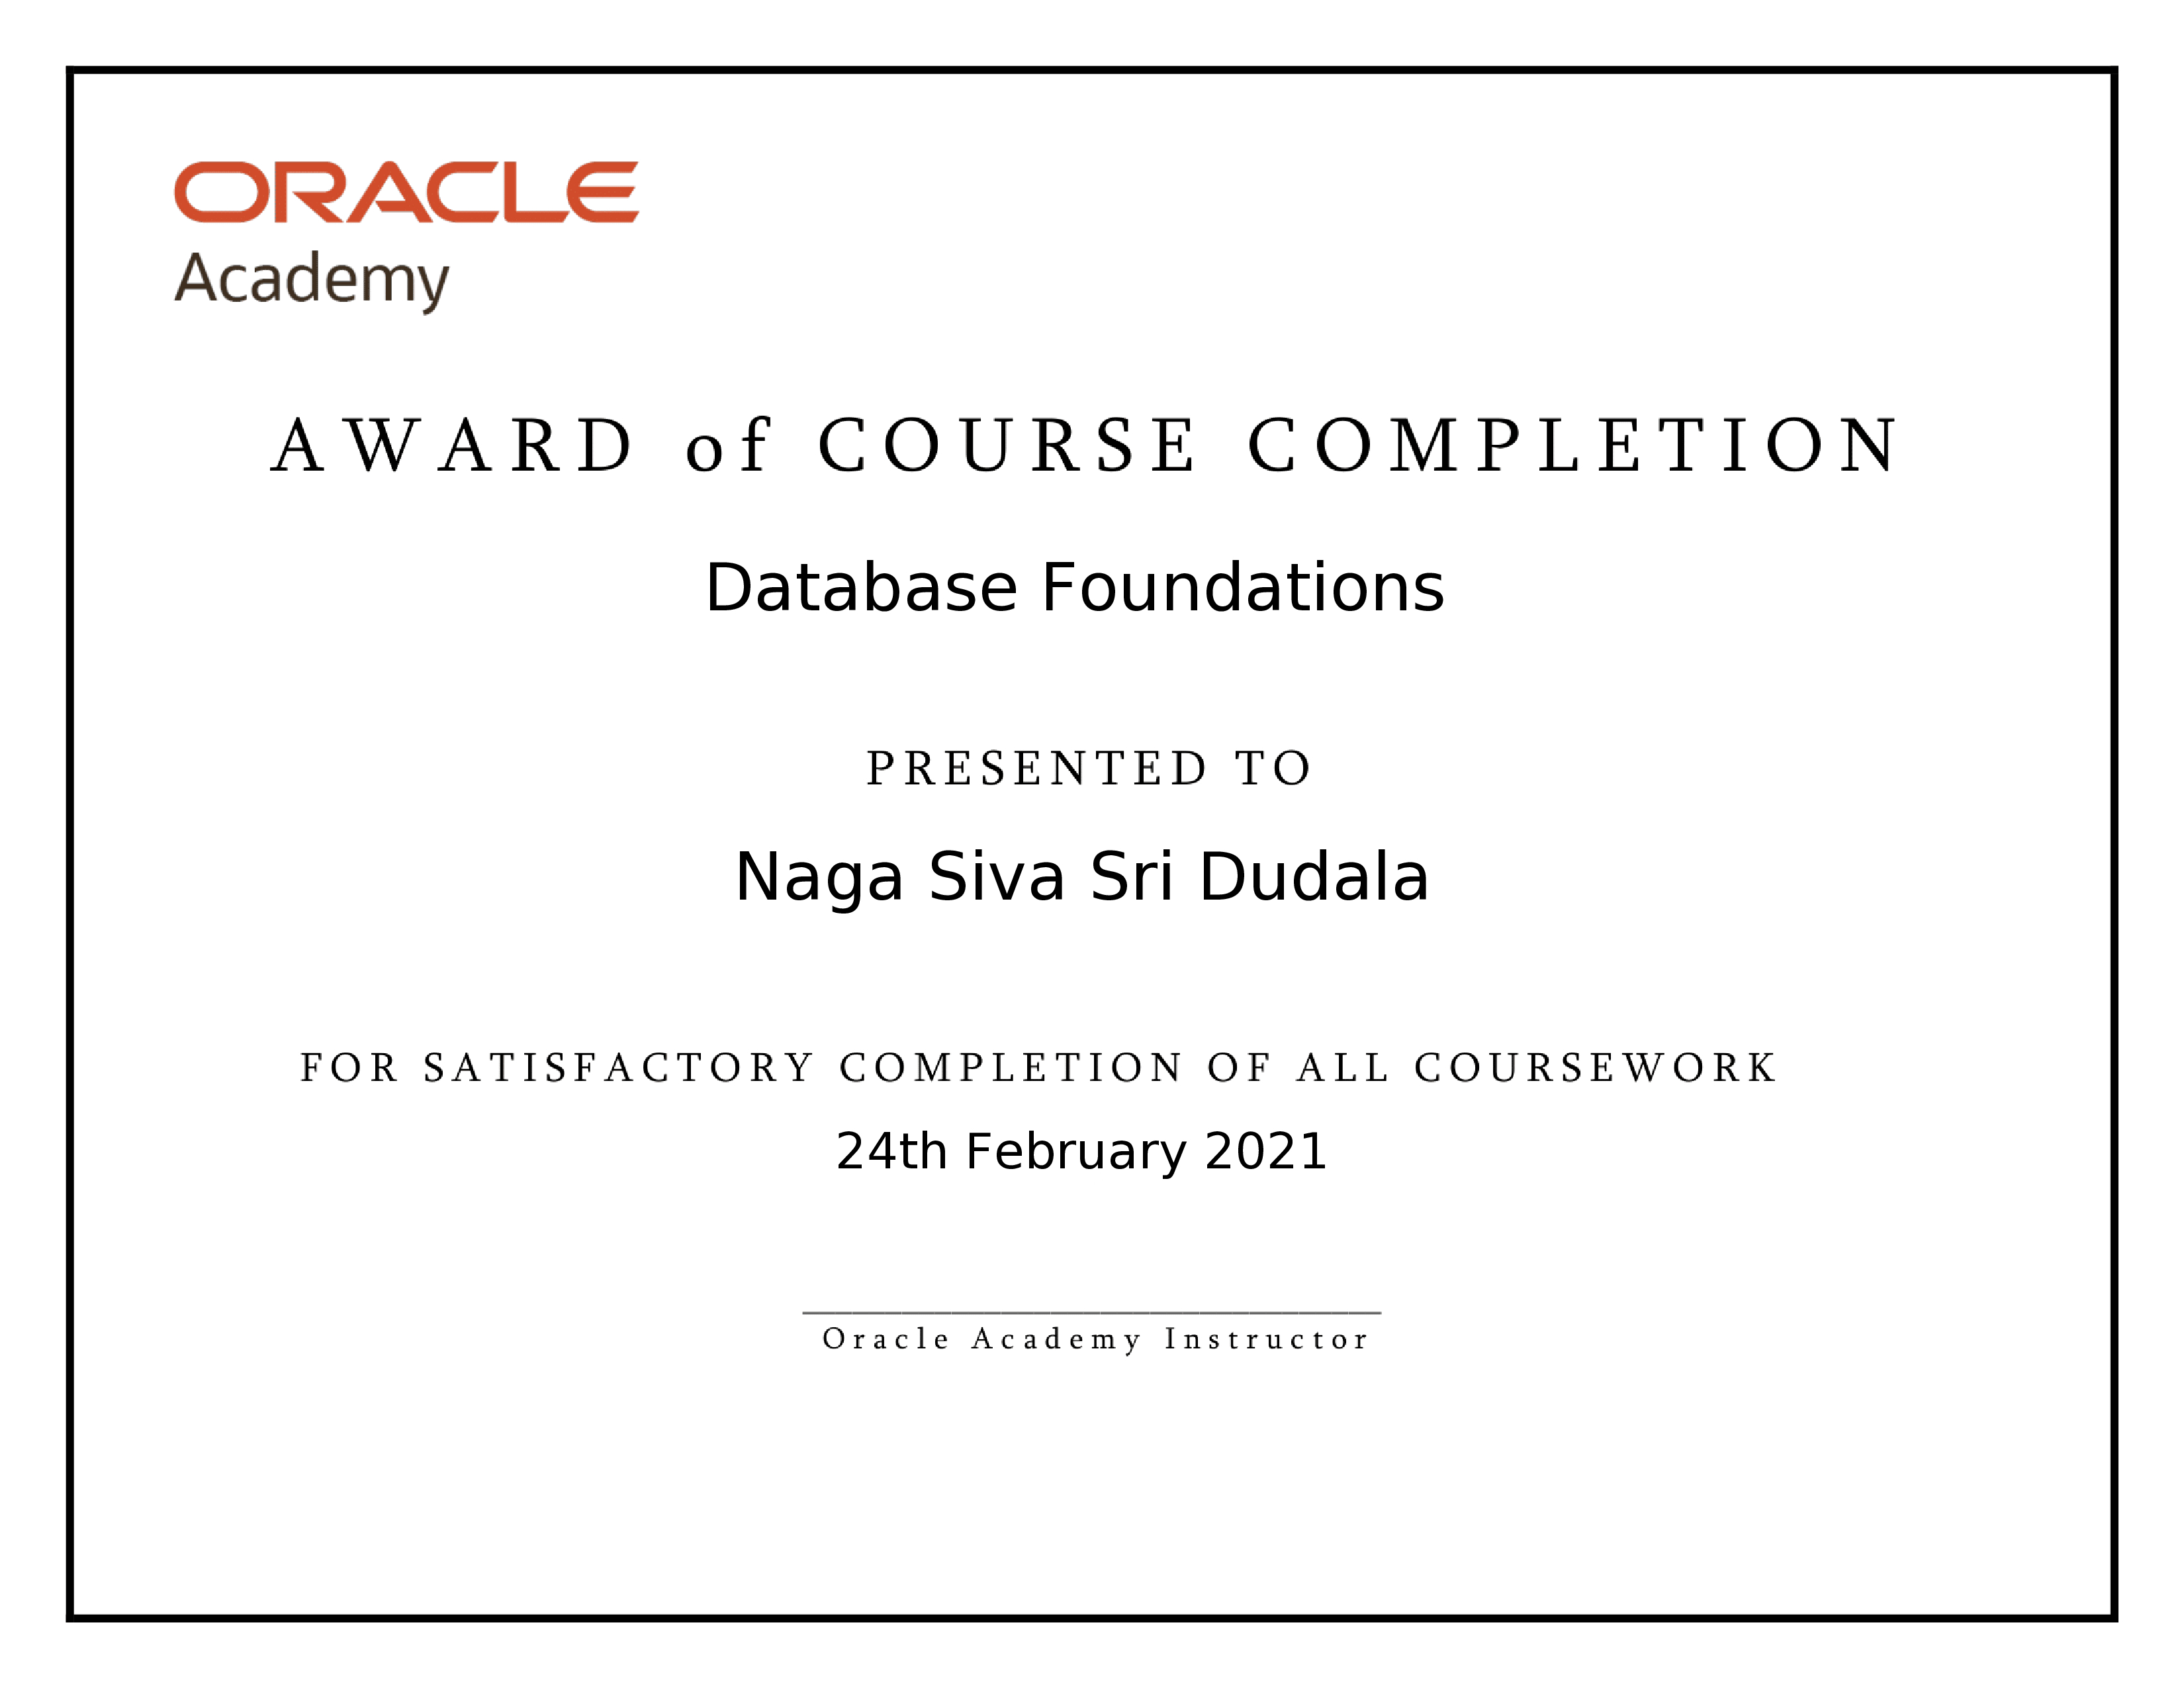 ORACLE
Academy
AWARD of COURSE COMPLETION
Database Foundations
PRESENTED TO
Naga Siva Sri Dudala
FOR SATISFACTORY COMPLETION OF ALL COURSEWORK
24th February 2021
Oracle Academy Instructor